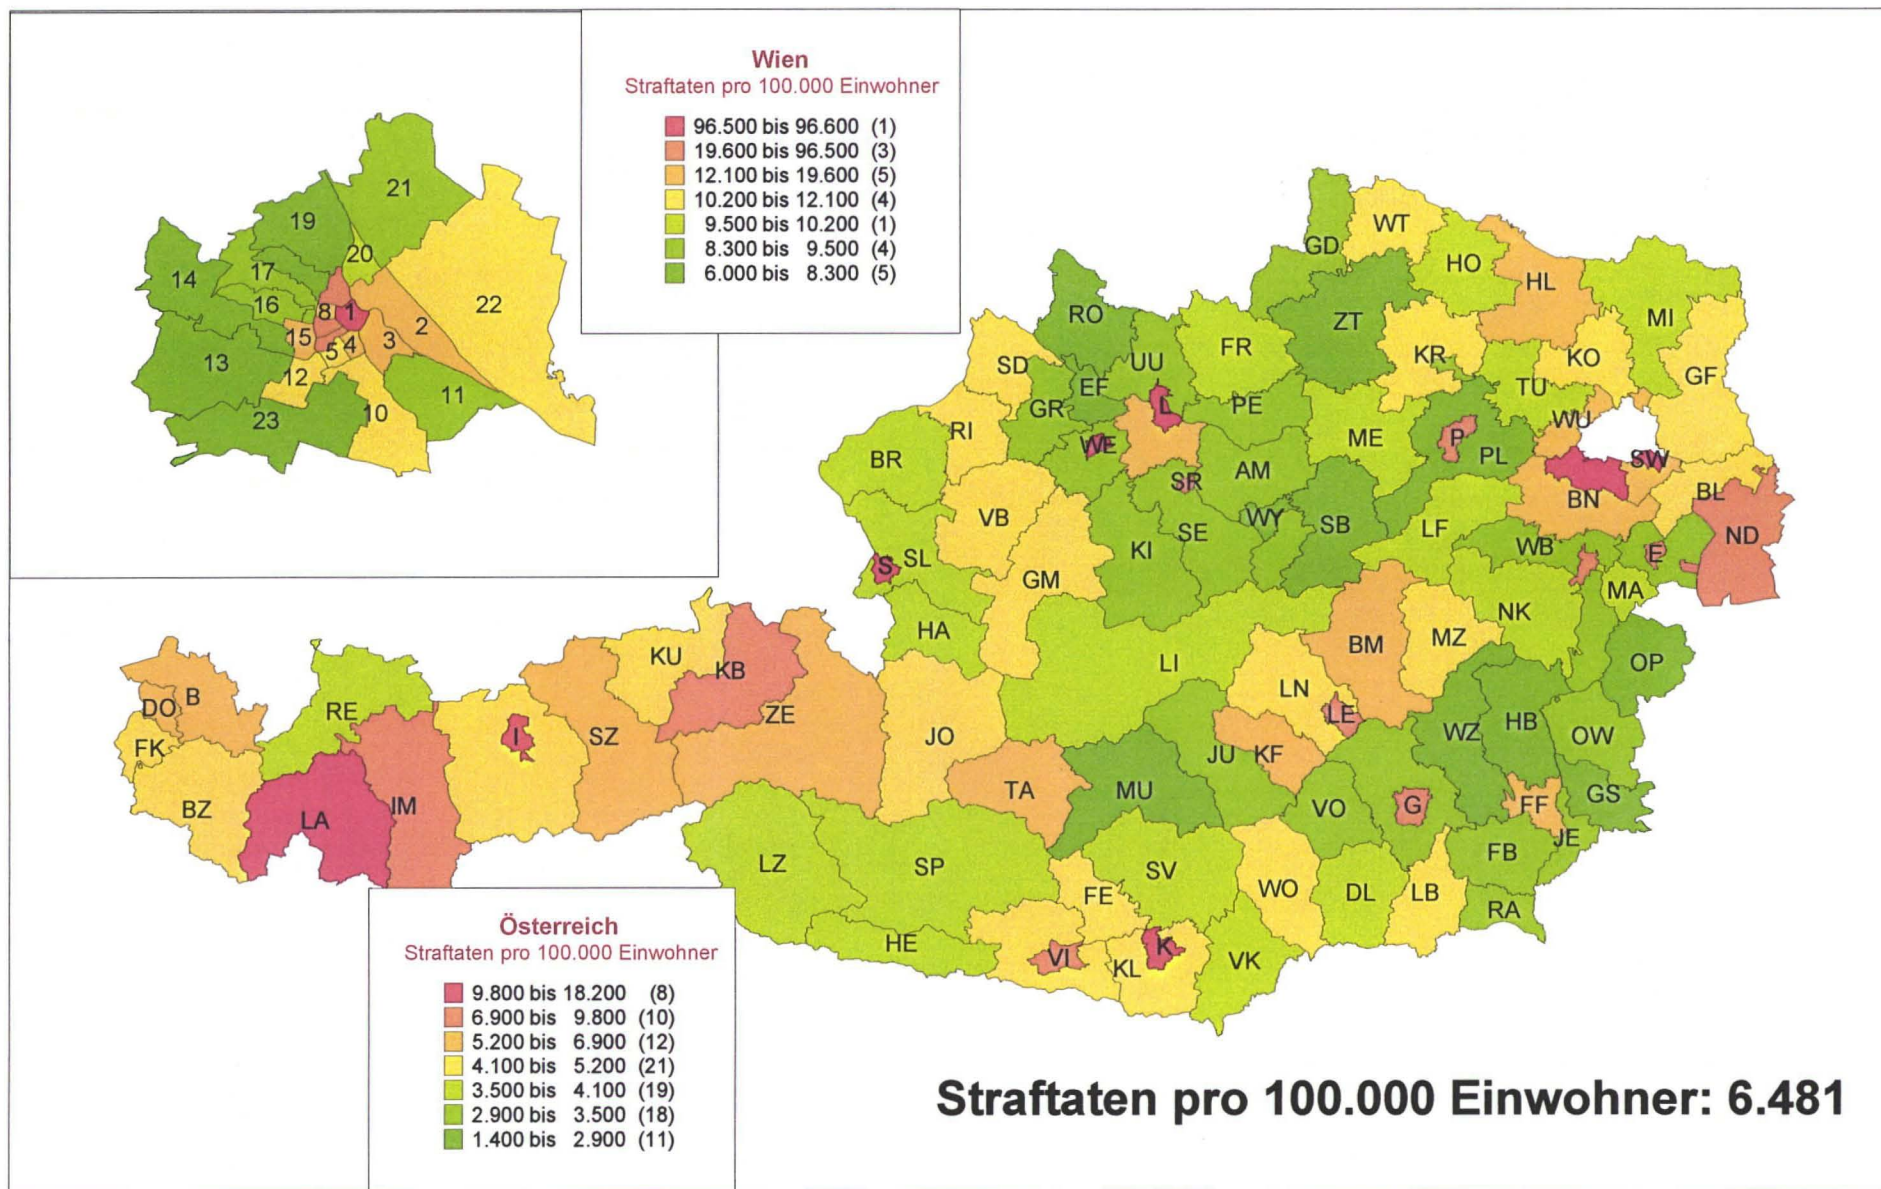 Wien
Straftaten pro 100.000 Einwohner
96.500 bis 96.600 (1)
19.600 bis 96.500 (3)
12.100 bis 19.600 (5)
10.200 bis 12.100 (4)
9.500 bis 10.200 (1)
8.300 bis 9.500 (4)
6.000 bis 8.300 (5)
21
19
20
14
17
22
16
8
1
2
15
5
4
3
13
12
11
10
23
GD
WT
HO
HL
RO
ZT
MI
UU
FR
KR
KO
SD
EF
TU
GF
GR
L
PE
WU
RI
WE
ME
P
PL
SW
BR
AM
SR
BL
BN
VB
WY
SB
LF
ND
SE
KI
WB
E
SL
S
GM
MA
NK
HA
BM
MZ
KU
LI
OP
KB
LN
B
DO
RE
LE
ZE
HB
I
SZ
JO
WZ
OW
FK
JU
KF
TA
MU
GS
BZ
IM
LA
VO
G
FF
JE
LZ
SP
SV
FB
WO
DL
LB
FE
RA
HE
K
VI
KL
VK
Österreich
Straftaten pro 100.000 Einwohner
9.800 bis 18.200 (8)
6.900 bis 9.800 (10)
5.200 bis 6.900 (12)
4.100 bis 5.200 (21)
3.500 bis 4.100 (19)
2.900 bis 3.500 (18)
1.400 bis 2.900 (11)
Straftaten pro 100.000 Einwohner: 6.481